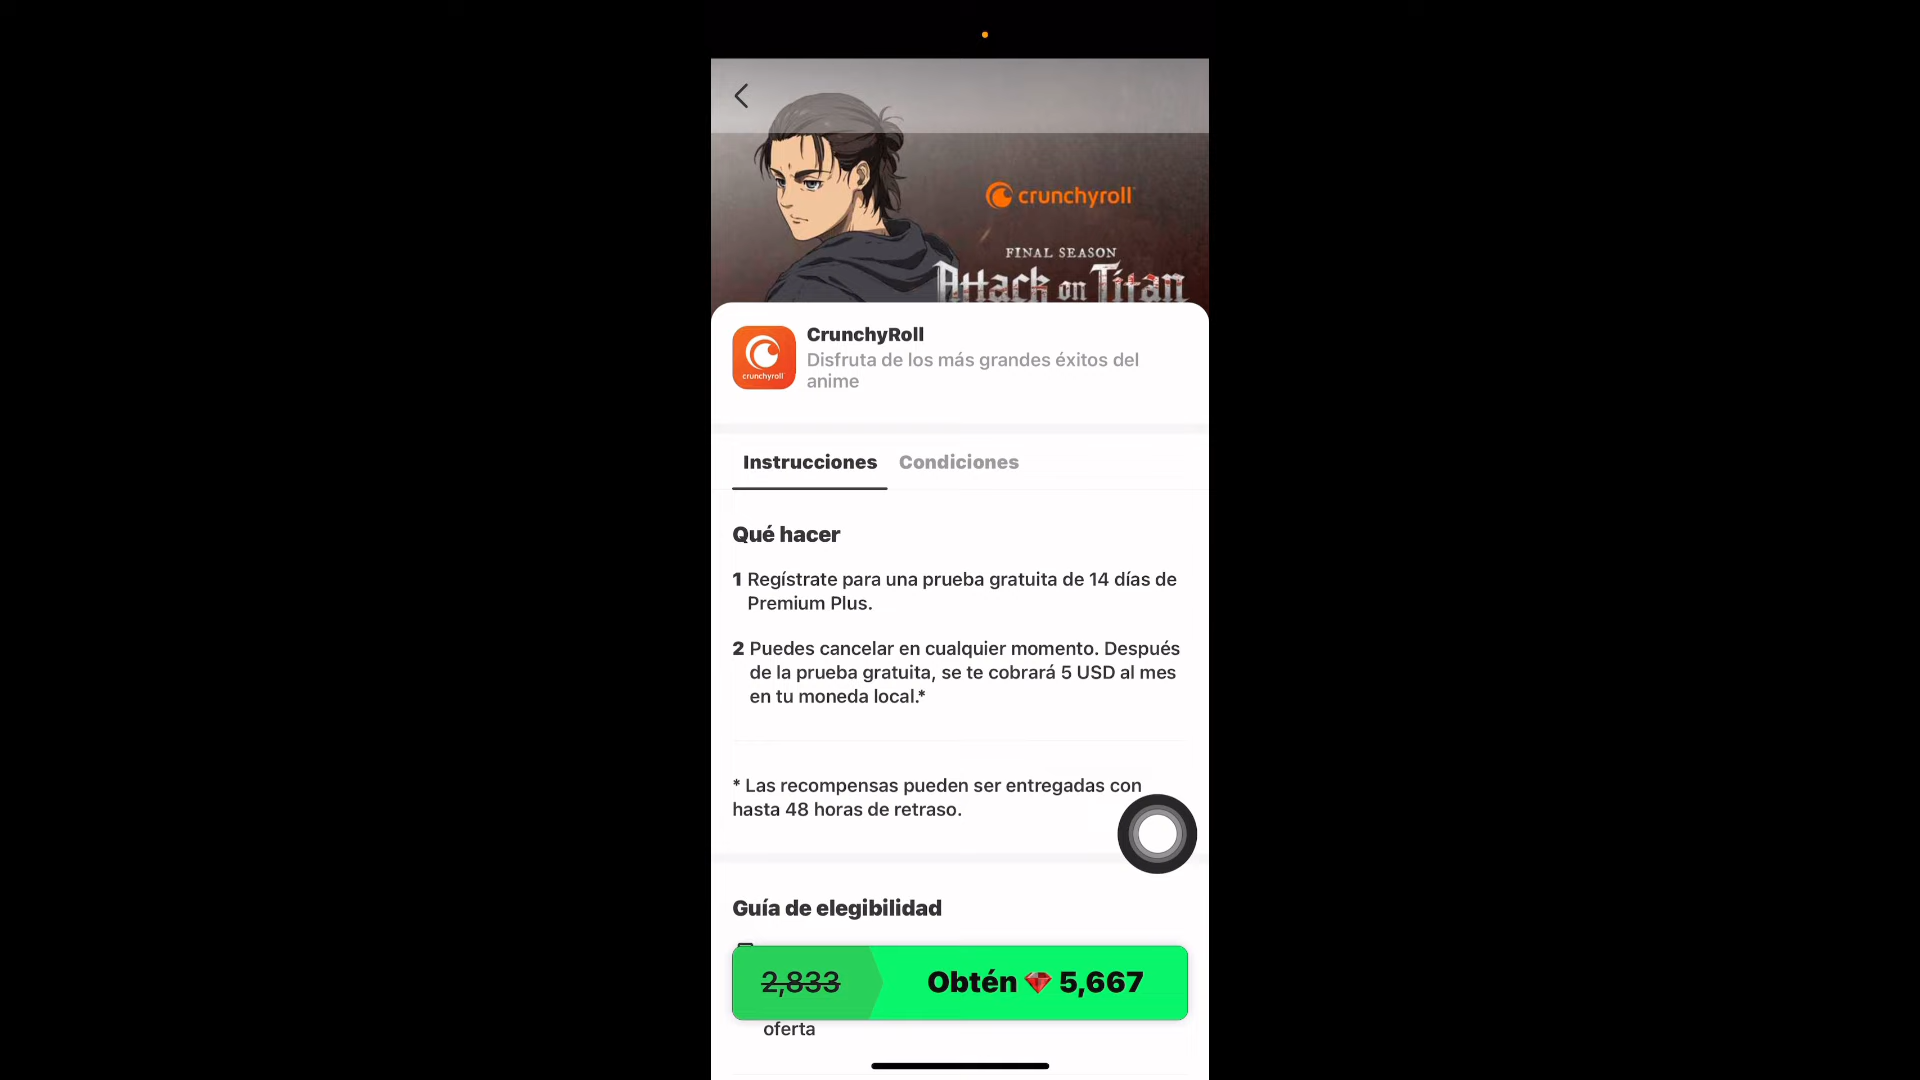 crunchyroll
FINAL SEASON
Attack on Titan
crunchyroll
CrunchyRoll
Disfruta de los más grandes éxitos del
anime
Instrucciones Condiciones
Qué hacer
1 Regístrate para una prueba gratuita de 14 días de
Premium Plus.
2 Puedes cancelar en cualquier momento. Después
de la prueba gratuita, se te cobrará 5 USD al mes
en tu moneda local.*
* Las recompensas pueden ser entregadas con
hasta 48 horas de retraso.
Guía de elegibilidad
2,833 Obtén 5,667
oferta